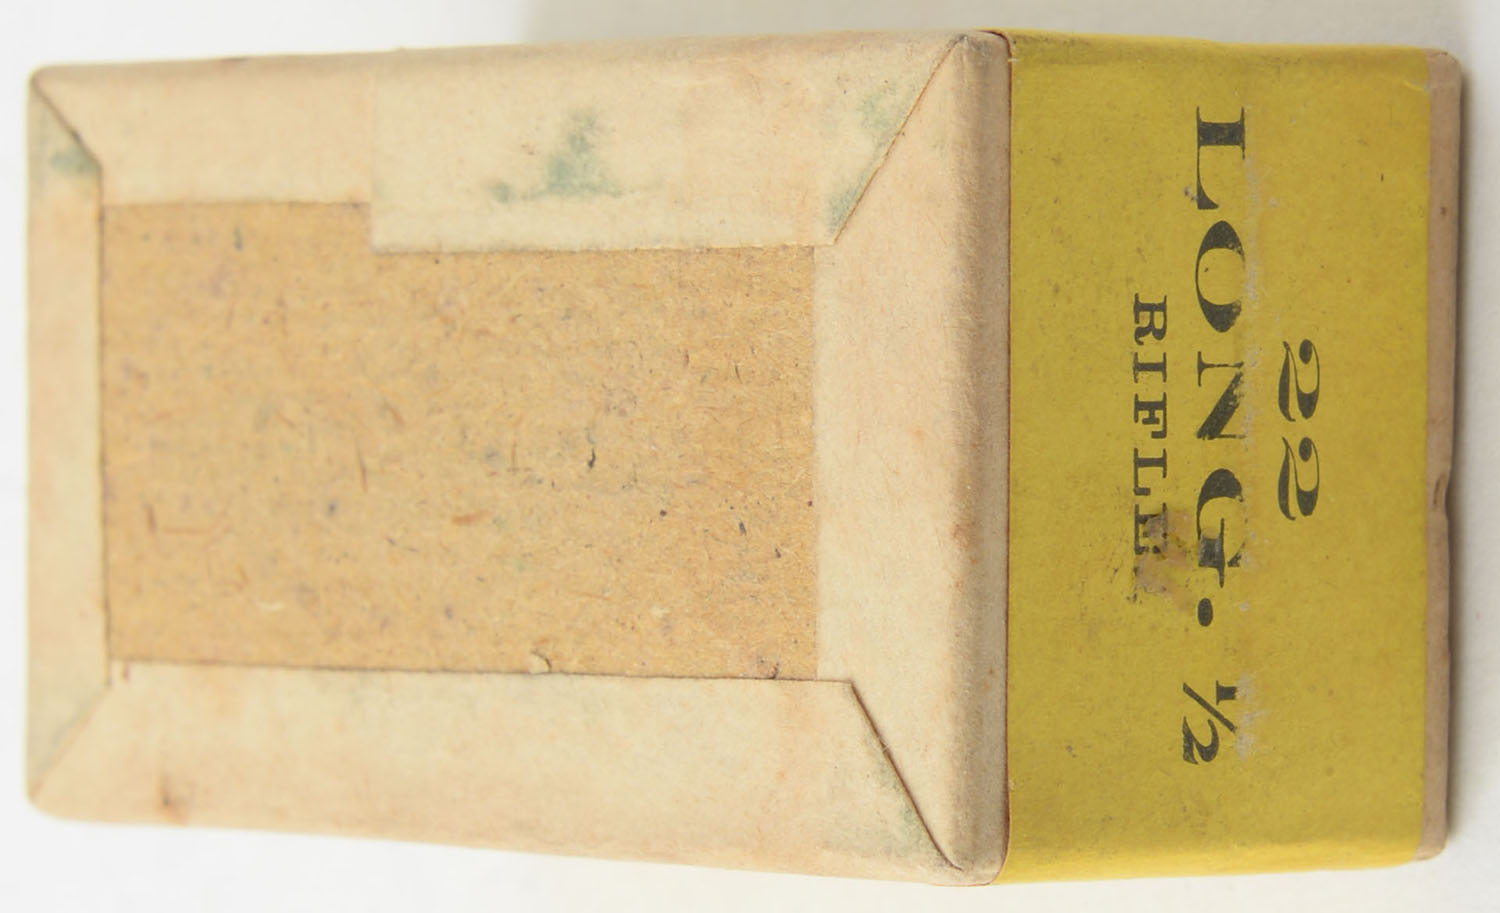 22
LONG. ½
RIFLE